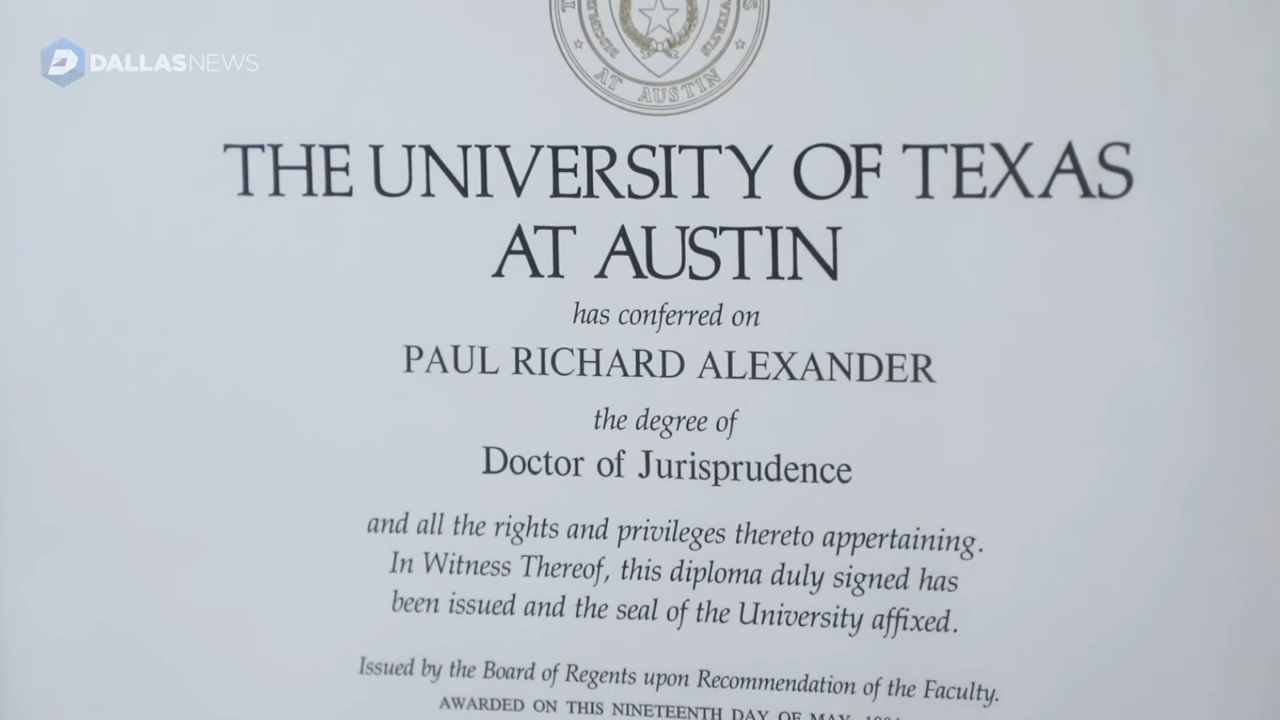 DALLASNEWS
AT AUSTIN
THE UNIVERSITY OF TEXAS
AT AUSTIN
has conferred on
PAUL RICHARD ALEXANDER
the degree of
Doctor of Jurisprudence
and all the rights and privileges thereto appertaining.
In Witness Thereof, this diploma duly signed has
been issued and the seal of the University affixed.
Issued by the Board of Regents upon Recommendation of the Faculty.
AWARDED ON THIS NINETEENTH DAY OF MAY,